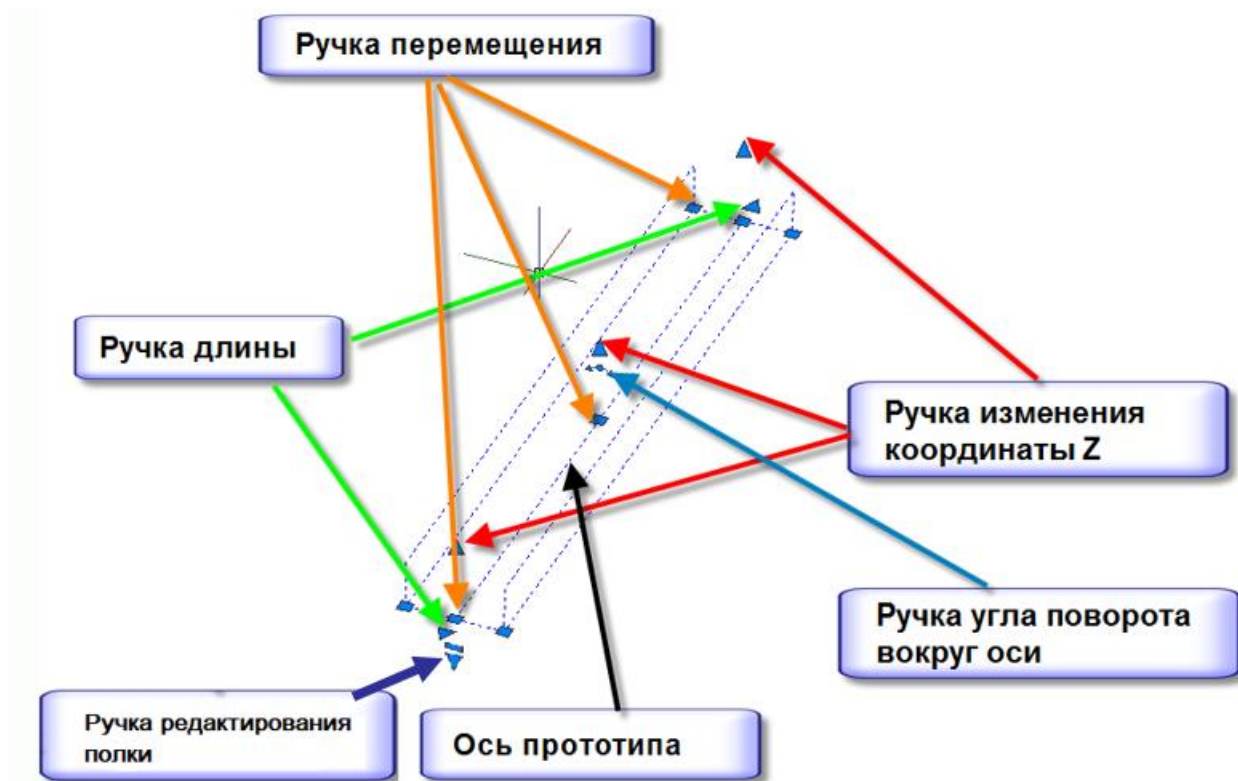 Ручка перемещения
Ручка длины
Ручка изменения
координаты Z
Ручка угла поворота
вокруг оси
Ручка редактирования
полки
Ось прототипа